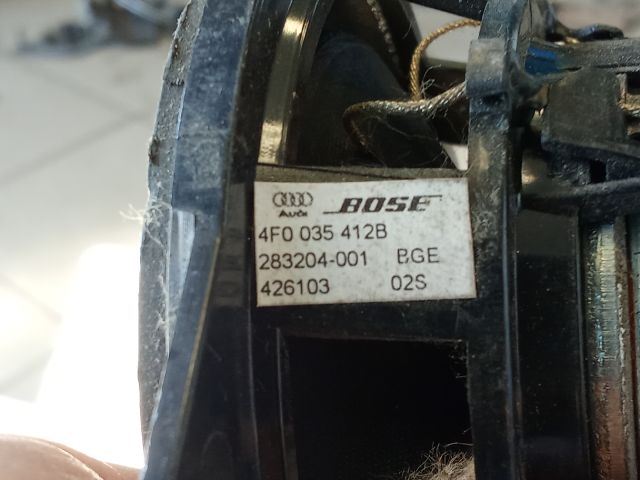 Audi BOSE
4F0 035 412B
283204-001 BGE
426103 02S